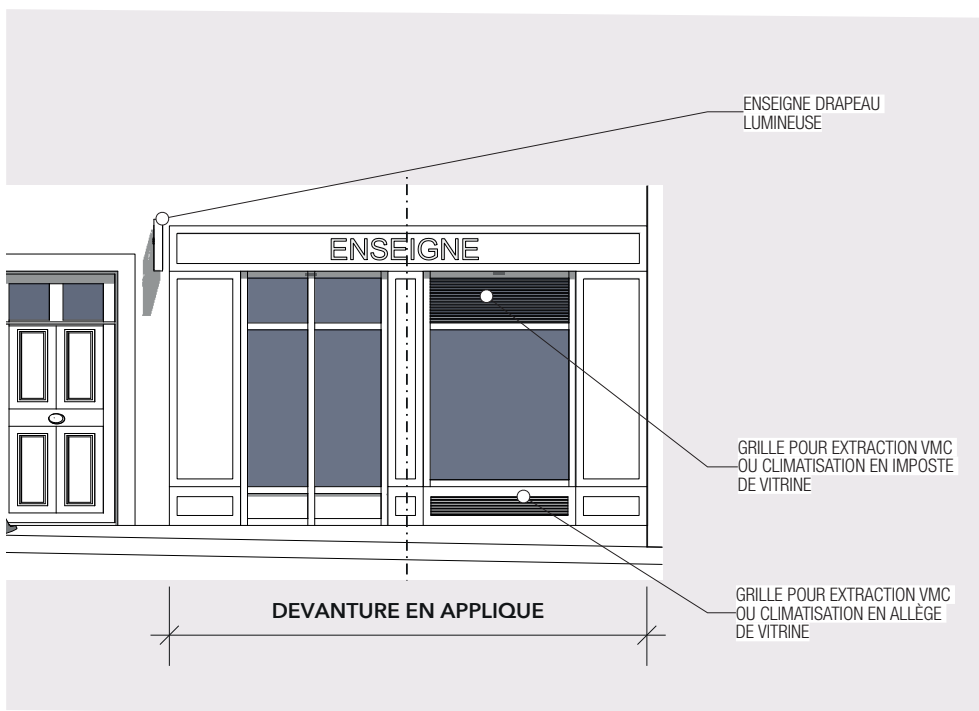 ENSEIGNE DRAPEAU
LUMINEUSE
ENSEIGNE
GRILLE POUR EXTRACTION VMC
OU CLIMATISATION EN IMPOSTE
DE VITRINE
GRILLE POUR EXTRACTION VMC
OU CLIMATISATION EN ALLÈGE
DE VITRINE
DEVANTURE EN APPLIQUE